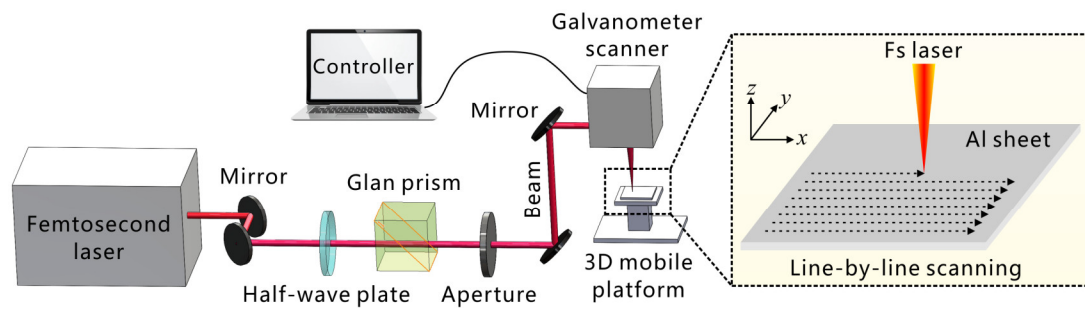 Galvanometer
scanner
Controller
Mirror
Fs laser
z
y
x
Al sheet
Mirror
Glan prism
Beam
Femtosecond
laser
Half-wave plate
Aperture
3D mobile
platform
Line-by-line scanning